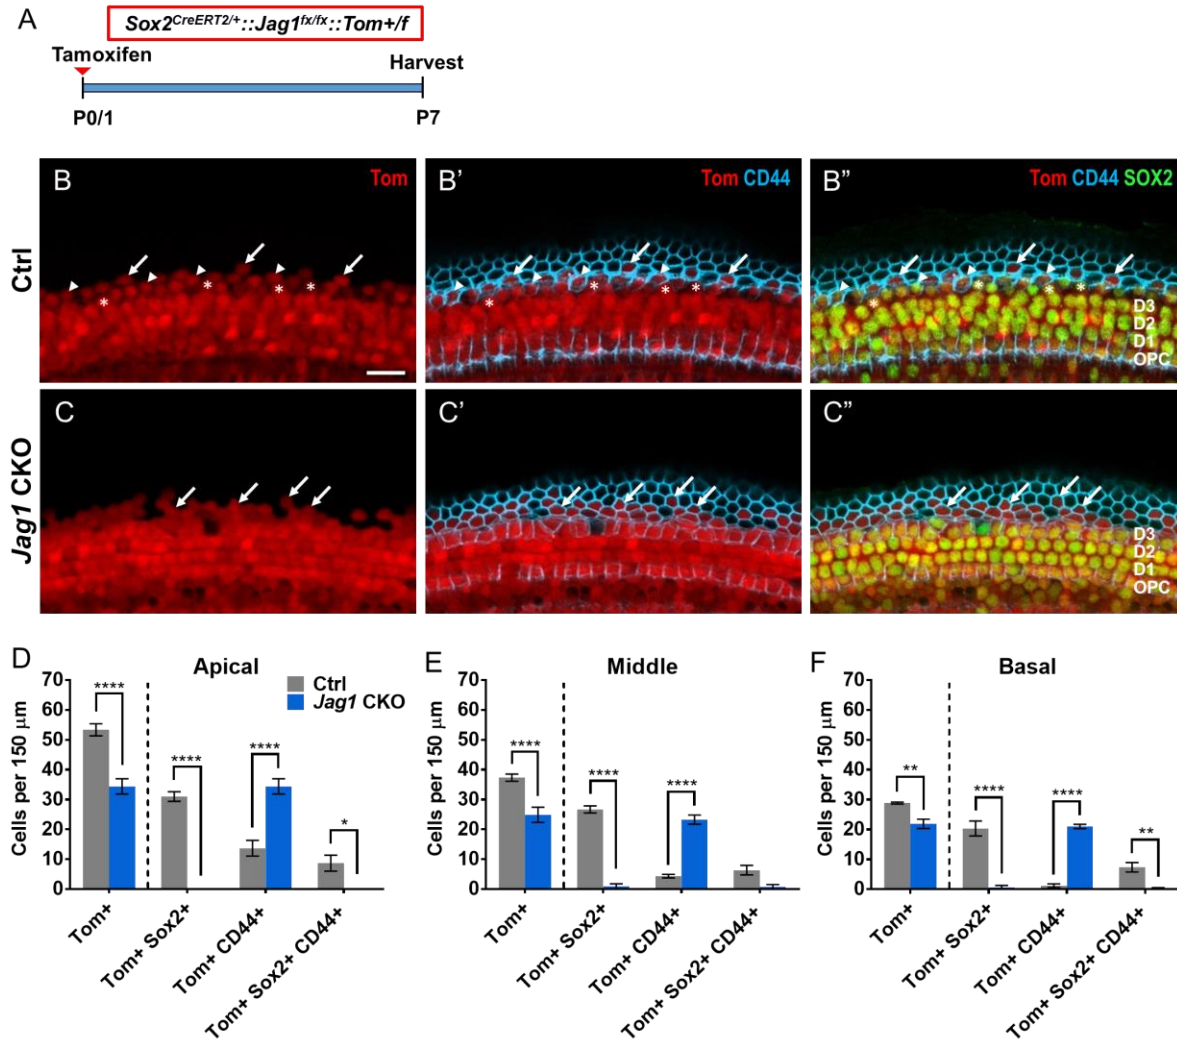 A
Sox2CreERT2/+::Jag1fx/fx::Tom+/f
Tamoxifen
Harvest
P0/1
P7
Ctrl
B
Tom
B'
Tom CD44
B"
Tom CD44 SOX2
* * * *
* * * *
* * * *
D3
D2
D1
OPC
Jag1 CKO
C
C'
C"
D3
D2
D1
OPC
D
Apical
Ctrl
Jag1 CKO
Cells per 150 μm
70
60
50
40
30
20
10
0
****
****
****
*
Tom+
Tom+ Sox2+
Tom+ CD44+
Tom+ Sox2+ CD44+
E
Middle
Cells per 150 μm
70
60
50
40
30
20
10
0
****
****
****
Tom+
Tom+ Sox2+
Tom+ CD44+
Tom+ Sox2+ CD44+
F
Basal
Cells per 150 μm
70
60
50
40
30
20
10
0
**
****
****
**
Tom+
Tom+ Sox2+
Tom+ CD44+
Tom+ Sox2+ CD44+